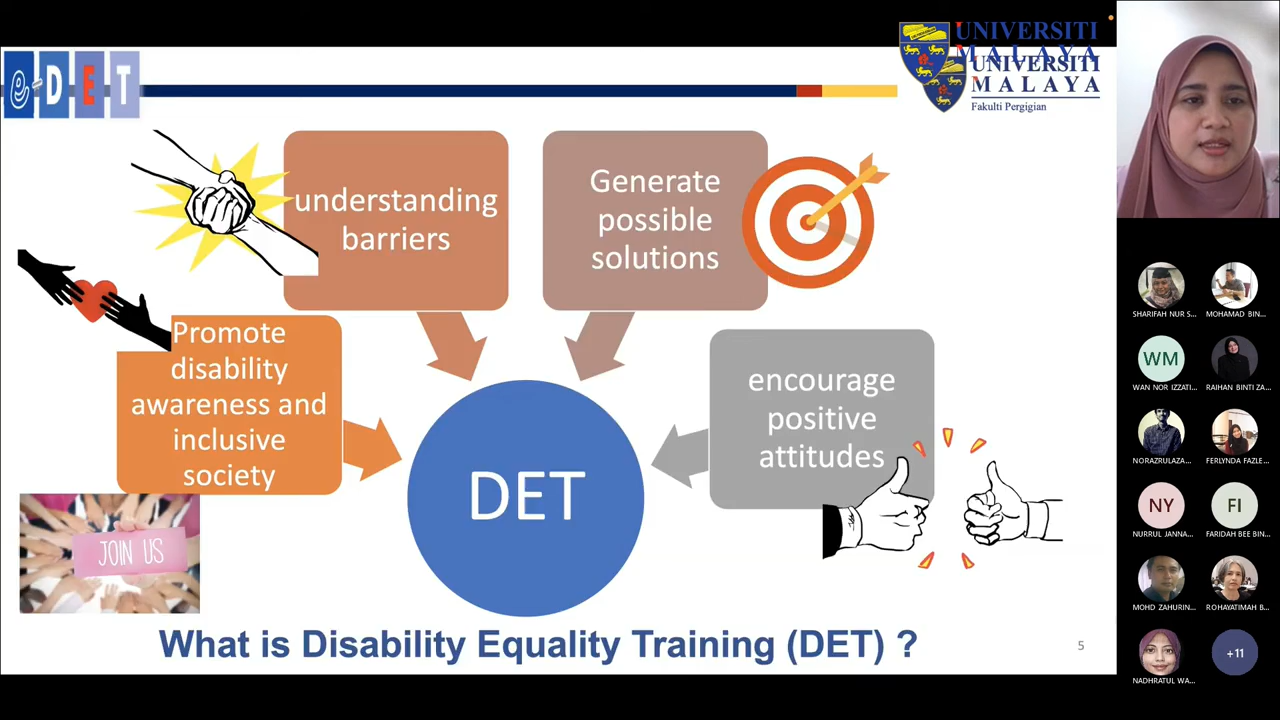 e-DET
UNIVERSITI
MALAYA
UNIVERSITI
MALAYA
Fakulti Pergigian
understanding
barriers
Generate
possible
solutions
Promote
disability
awareness and
inclusive
society
encourage
positive
attitudes
DET
JOIN US
What is Disability Equality Training (DET) ?
5
SHARIFAH NUR S...
MOHAMAD BIN...
WM
WAN NOR IZZATI...
RAIHAN BINTI ZA...
NORAZRULAZA...
FERLYNDA FAZLE...
NY
FI
NURRUL JANNA...
FARIDAH BEE BIN...
MOHD ZAHURIN...
ROHAYATIMAH B...
+11
NADHRATUL WA...